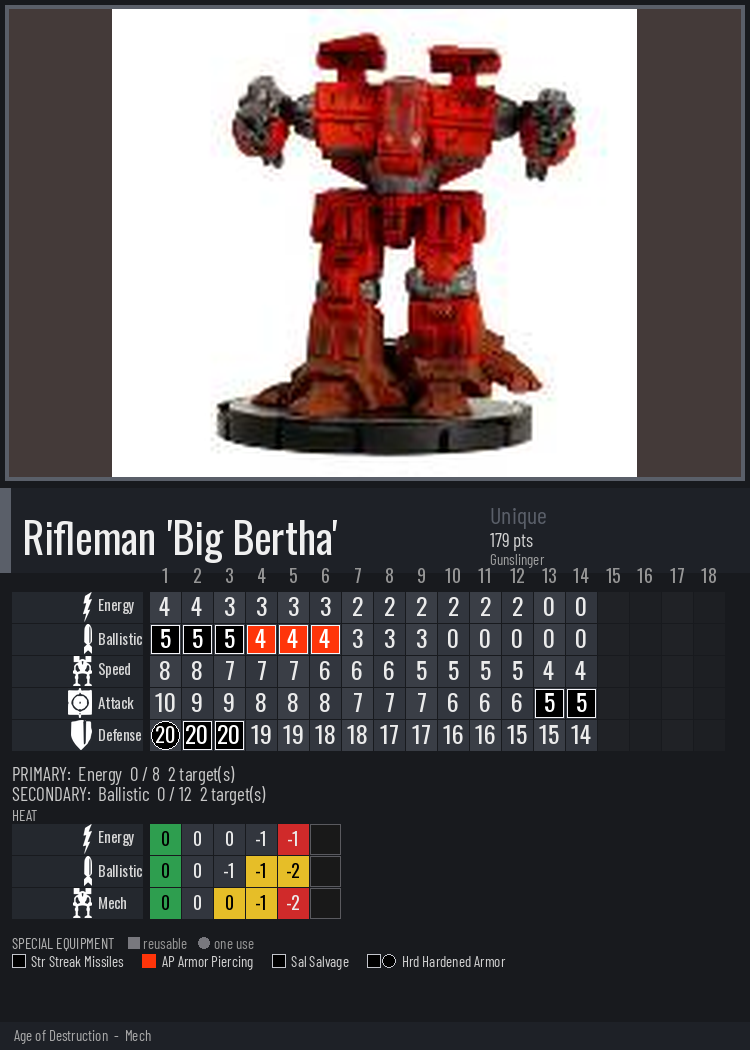 Rifleman 'Big Bertha'
Unique
179 pts
Gunslinger
1 2 3 4 5 6 7 8 9 10 11 12 13 14 15 16 17 18
Energy 4 4 3 3 3 3 2 2 2 2 2 2 0 0
Ballistic 5 5 5 4 4 4 3 3 3 0 0 0 0 0
Speed 8 8 7 7 7 6 6 6 5 5 5 5 4 4
Attack 10 9 9 8 8 8 7 7 7 6 6 6 5 5
Defense 20 20 20 19 19 18 18 17 17 16 16 15 15 14
PRIMARY: Energy 0 / 8 2 target(s)
SECONDARY: Ballistic 0 / 12 2 target(s)
HEAT
Energy 0 0 0 -1 -1
Ballistic 0 0 -1 -1 -2
Mech 0 0 0 -1 -2
SPECIAL EQUIPMENT reusable one use
Str Streak Missiles AP Armor Piercing Sal Salvage Hrd Hardened Armor
Age of Destruction - Mech